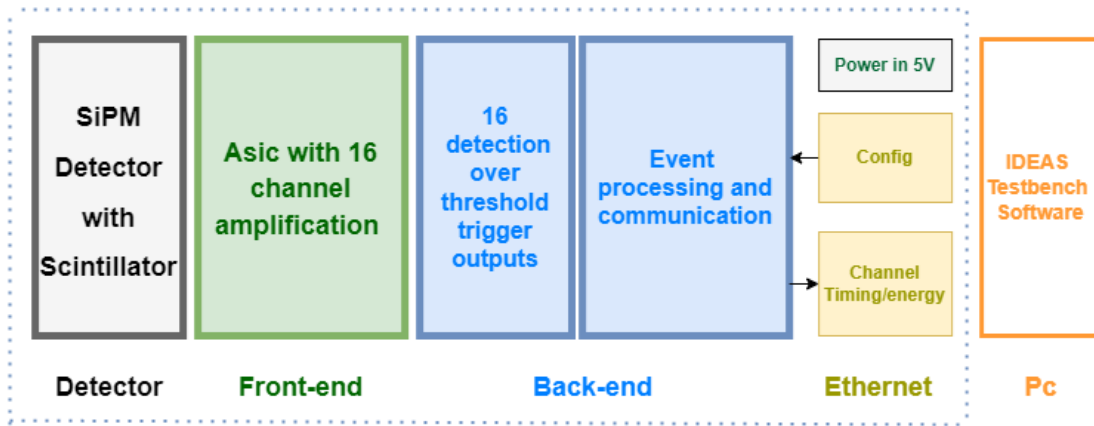 SiPM
Detector
with
Scintillator
Asic with 16
channel
amplification
16
detection
over
threshold
trigger
outputs
Event
processing and
communication
Power in 5V
Config
Channel
Timing/energy
IDEAS
Testbench
Software
Detector
Front-end
Back-end
Ethernet
Pc